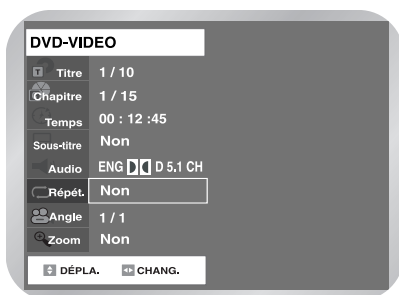 DVD-VIDEO
T Titre 1 / 10
Chapitre 1 / 15
Temps 00 : 12 :45
Sous-titre Non
Audio ENG D 5.1 CH
Répét. Non
Angle 1 / 1
Zoom Non
DÉPLA. CHANG.